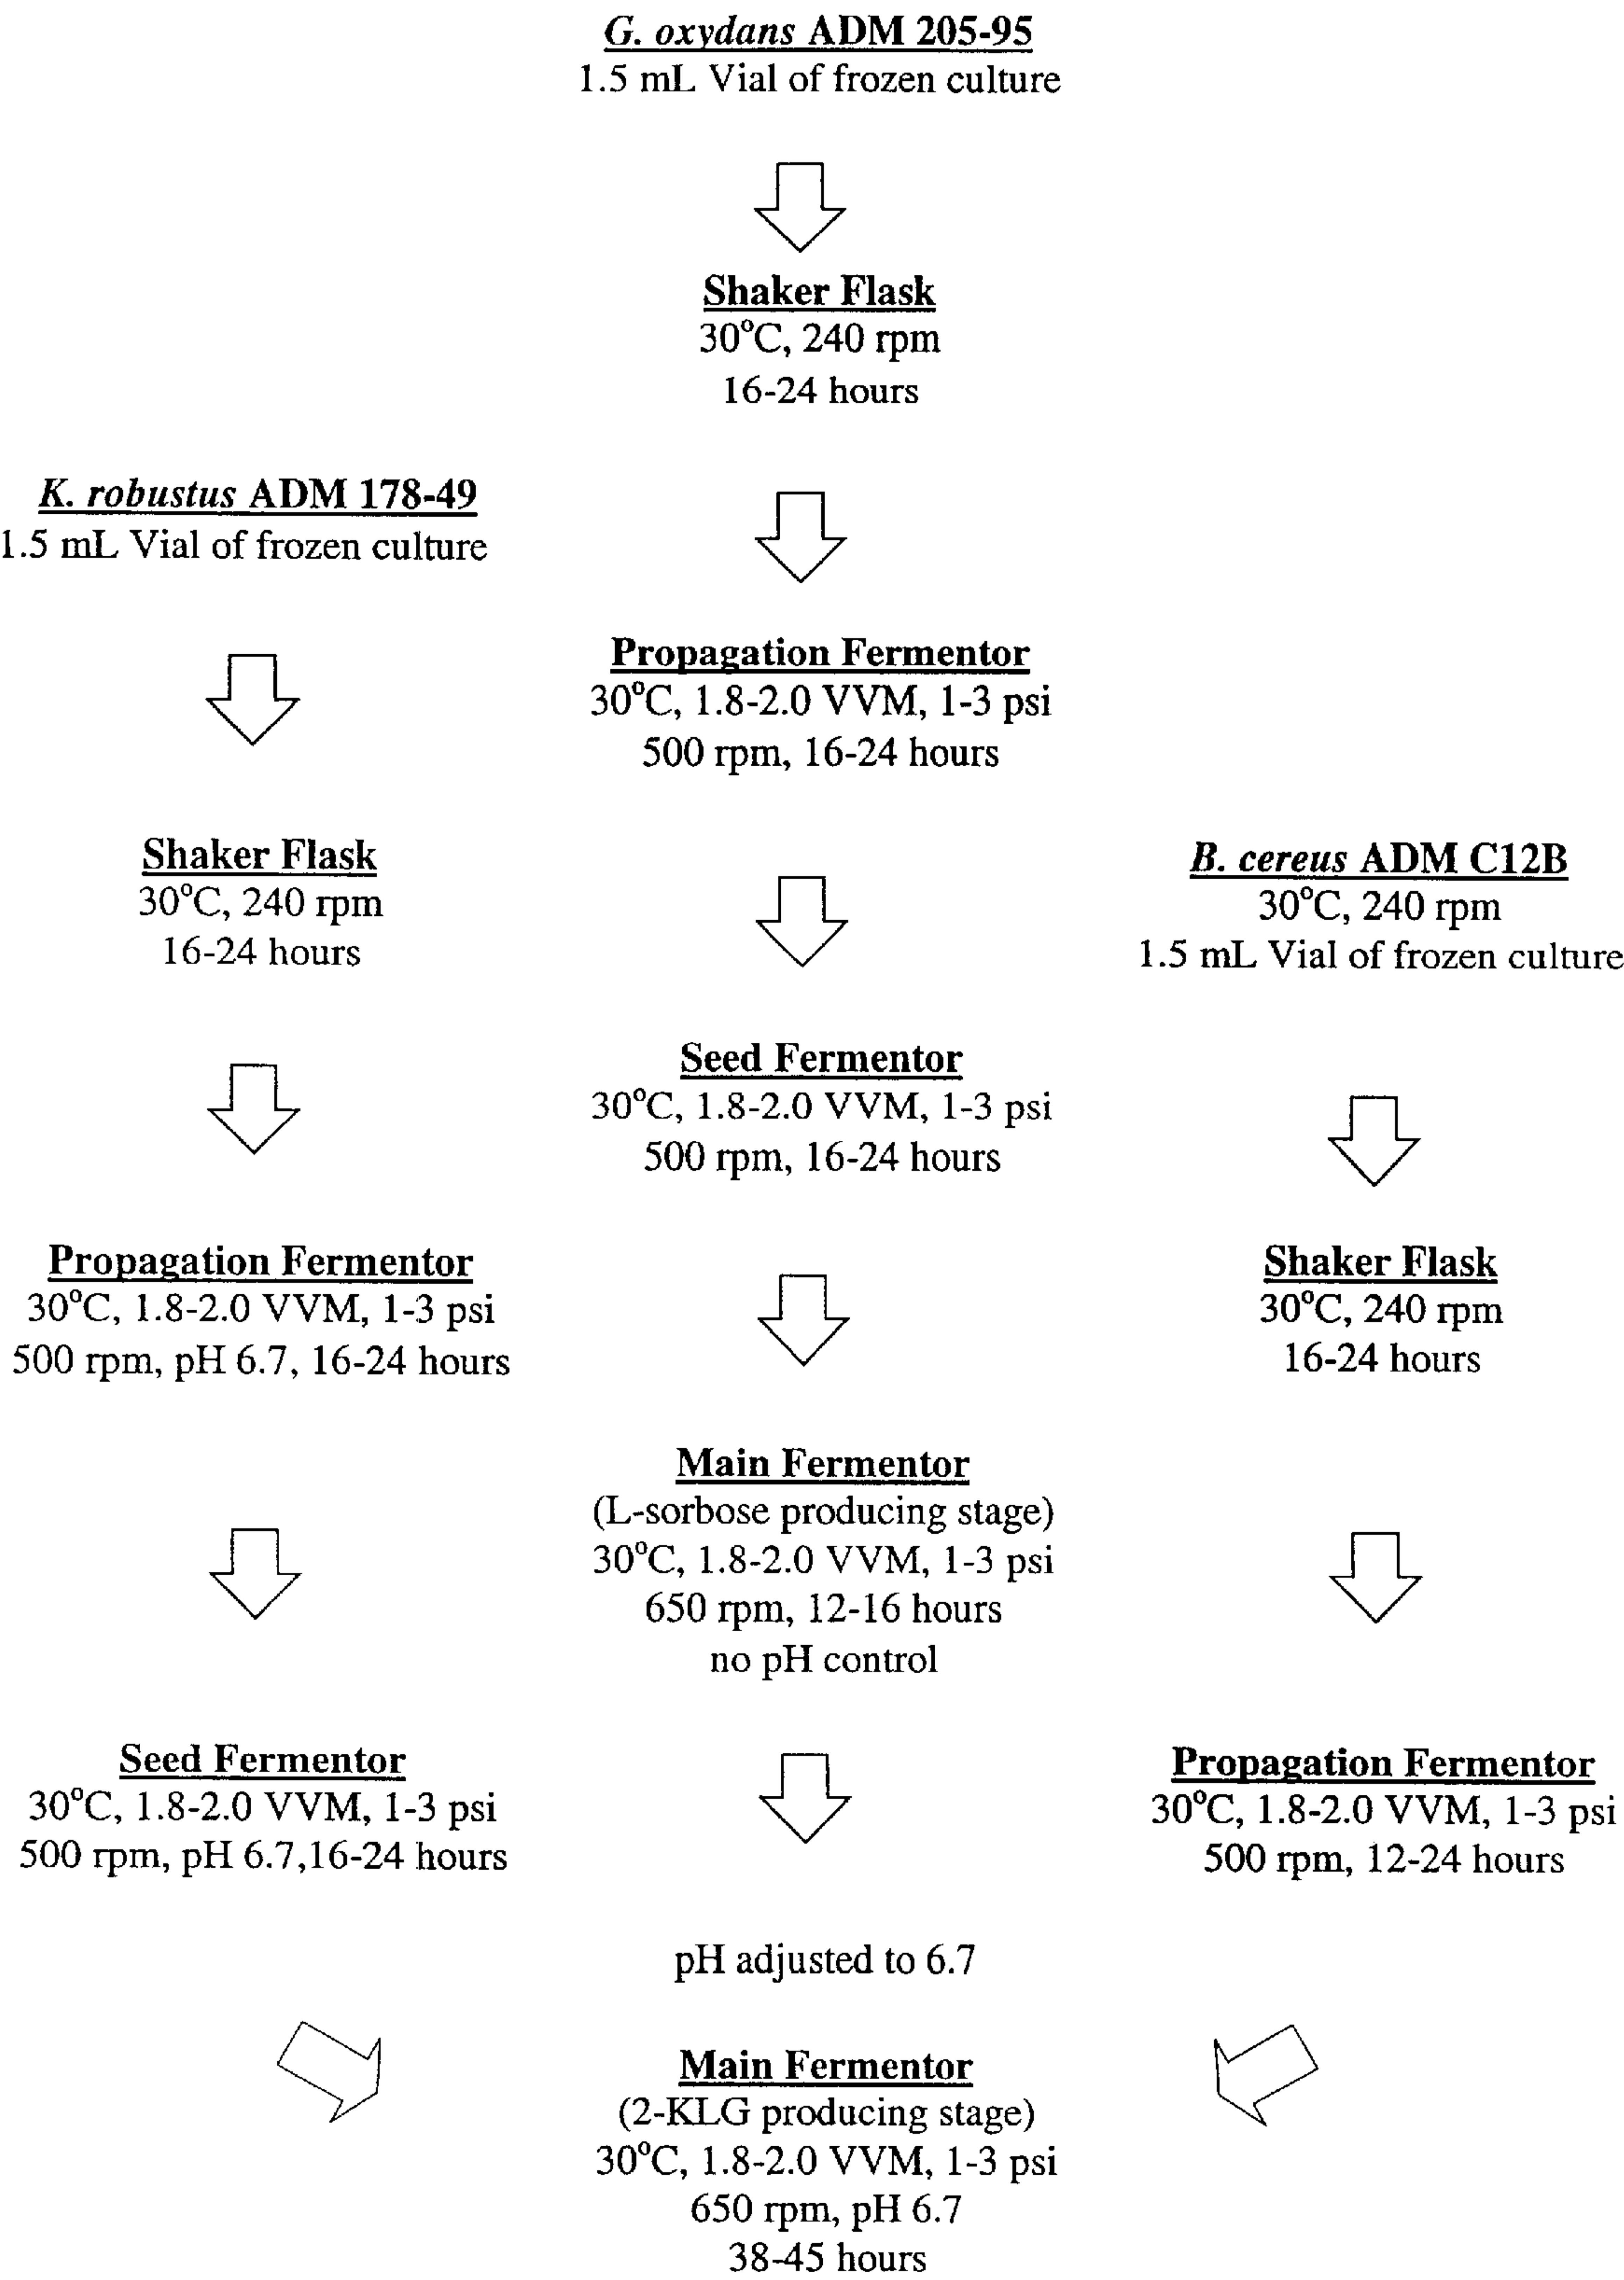 G. oxydans ADM 205-95
1.5 mL Vial of frozen culture
Shaker Flask
30°C, 240 rpm
16-24 hours
K. robustus ADM 178-49
1.5 mL Vial of frozen culture
Propagation Fermentor
30°C, 1.8-2.0 VVM, 1-3 psi
500 rpm, 16-24 hours
Shaker Flask
30°C, 240 rpm
16-24 hours
B. cereus ADM C12B
30°C, 240 rpm
1.5 mL Vial of frozen culture
Seed Fermentor
30°C, 1.8-2.0 VVM, 1-3 psi
500 rpm, 16-24 hours
Propagation Fermentor
30°C, 1.8-2.0 VVM, 1-3 psi
500 rpm, pH 6.7, 16-24 hours
Shaker Flask
30°C, 240 rpm
16-24 hours
Main Fermentor
(L-sorbose producing stage)
30°C, 1.8-2.0 VVM, 1-3 psi
650 rpm, 12-16 hours
no pH control
Seed Fermentor
30°C, 1.8-2.0 VVM, 1-3 psi
500 rpm, pH 6.7,16-24 hours
Propagation Fermentor
30°C, 1.8-2.0 VVM, 1-3 psi
500 rpm, 12-24 hours
pH adjusted to 6.7
Main Fermentor
(2-KLG producing stage)
30°C, 1.8-2.0 VVM, 1-3 psi
650 rpm, pH 6.7
38-45 hours